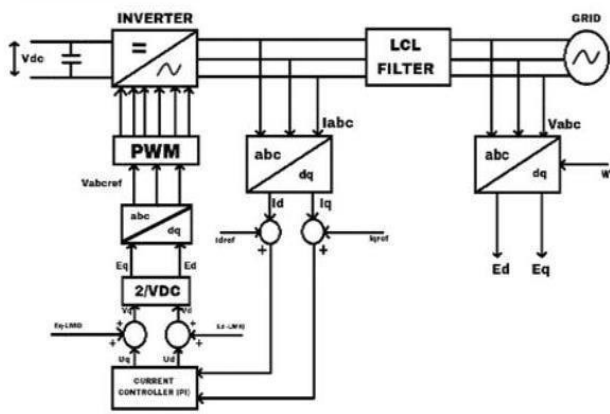 INVERTER
GRID
Vdc
=
LCL
FILTER
Iabc
Vabc
PWM
abc
dq
abc
dq
W
Vabcref
Id
Iq
abc
dq
Idref
+
+
Iqref
Eq
Ed
Ed
Eq
2/VDC
Vq
Vd
+
+
+
+
Uq
Ud
CURRENT
CONTROLLER (PI)